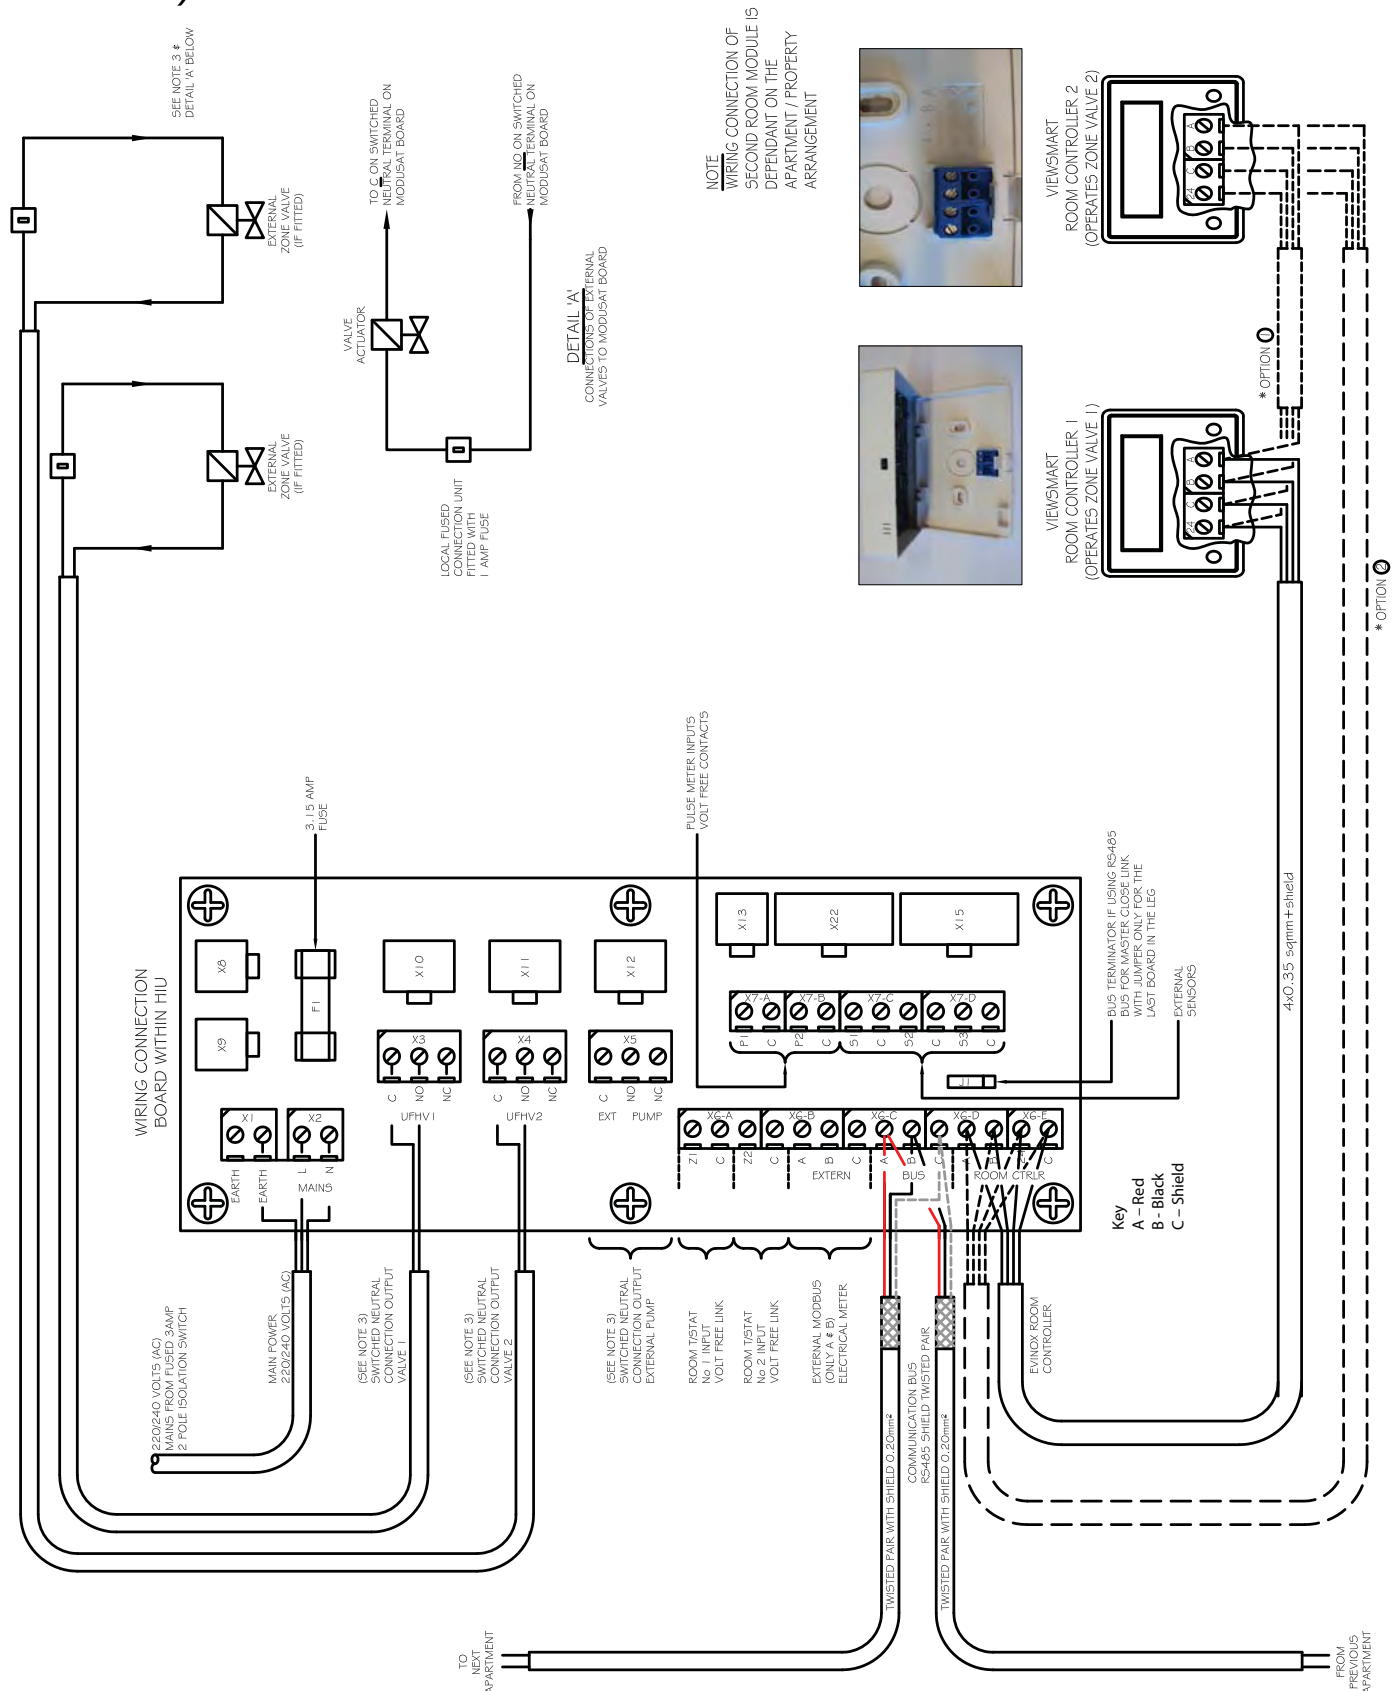 SEE NOTE 3 &
DETAIL 'A' BELOW
EXTERNAL
ZONE VALVE
(IF FITTED)
EXTERNAL
ZONE VALVE
(IF FITTED)
TO C ON SWITCHED
NEUTRAL TERMINAL ON
MODUSAT BOARD
FROM NO ON SWITCHED
NEUTRAL TERMINAL ON
MODUSAT BOARD
VALVE
ACTUATOR
LOCAL FUSED
CONNECTION UNIT
FITTED WITH
1 AMP FUSE
DETAIL 'A'
CONNECTIONS OF EXTERNAL
VALVES TO MODUSAT BOARD
NOTE
WIRING CONNECTION OF
SECOND ROOM MODULE IS
DEPENDANT ON THE
APARTMENT / PROPERTY
ARRANGEMENT
VIEWSMART
ROOM CONTROLLER 2
(OPERATES ZONE VALVE 2)
24 C B A
VIEWSMART
ROOM CONTROLLER 1
(OPERATES ZONE VALVE 1)
24 C B A
* OPTION 1
* OPTION 2
WIRING CONNECTION
BOARD WITHIN HIU
3.15 AMP
FUSE
PULSE METER INPUTS
VOLT FREE CONTACTS
BUS TERMINATOR IF USING RS485
BUS FOR MASTER CLOSE LINK
WITH JUMPER ONLY FOR THE
LAST BOARD IN THE LEG
EXTERNAL
SENSORS
4x0.35 sqmm+shield
X8
X9
F1
X10
X11
X12
X13
X22
X15
X1
EARTH
EARTH
X2
L
N
MAINS
X3
C
NO
NC
UFHV1
X4
C
NO
NC
UFHV2
X5
C
NO
NC
EXT PUMP
X7-A
P1
C
X7-B
P2
C
X7-C
S1
C
S2
X7-D
C
S3
C
J1
X6-A
Z1
C
Z2
X6-B
C
A
B
EXTERN
X6-C
C
A
B
BUS
X6-D
C
A
B
X6-E
24
C
ROOM CTRLR
Key
A – Red
B - Black
C – Shield
220/240 VOLTS (AC)
MAINS FROM FUSED 3AMP
2 POLE ISOLATION SWITCH
MAIN POWER
220/240 VOLTS (AC)
(SEE NOTE 3)
SWITCHED NEUTRAL
CONNECTION OUTPUT
VALVE 1
(SEE NOTE 3)
SWITCHED NEUTRAL
CONNECTION OUTPUT
VALVE 2
(SEE NOTE 3)
SWITCHED NEUTRAL
CONNECTION OUTPUT
EXTERNAL PUMP
ROOM T/STAT
No 1 INPUT
VOLT FREE LINK
ROOM T/STAT
No 2 INPUT
VOLT FREE LINK
EXTERNAL MODBUS
(ONLY A & B)
ELECTRICAL METER
TWISTED PAIR WITH SHIELD 0.20mm²
COMMUNICATION BUS
RS485 SHIELD TWISTED PAIR
TWISTED PAIR WITH SHIELD 0.20mm²
EVINOX ROOM
CONTROLLER
TO
NEXT
APARTMENT
FROM
PREVIOUS
APARTMENT